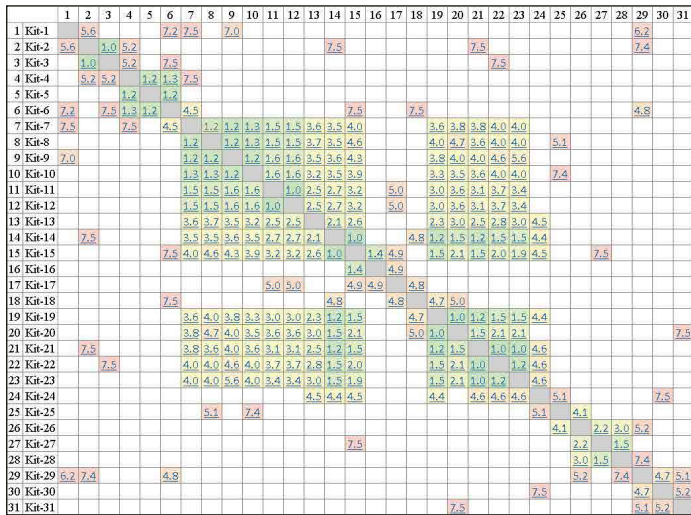 1 2 3 4 5 6 7 8 9 10 11 12 13 14 15 16 17 18 19 20 21 22 23 24 25 26 27 28 29 30 31
1 Kit-1 5.6 7.2 7.5 7.0 6.2
2 Kit-2 5.6 1.0 5.2 7.5 7.5 7.4
3 Kit-3 1.0 5.2 7.5 7.5
4 Kit-4 5.2 5.2 1.2 1.3 7.5
5 Kit-5 1.2 1.2
6 Kit-6 7.2 7.5 1.3 1.2 4.5 7.5 7.5 4.8
7 Kit-7 7.5 7.5 4.5 1.2 1.2 1.3 1.5 1.5 3.6 3.5 4.0 3.6 3.8 3.8 4.0 4.0
8 Kit-8 1.2 1.2 1.3 1.5 1.5 3.7 3.5 4.6 4.0 4.7 3.6 4.0 4.0 5.1
9 Kit-9 7.0 1.2 1.2 1.2 1.6 1.6 3.5 3.6 4.3 3.8 4.0 4.0 4.6 5.6
10 Kit-10 1.3 1.3 1.2 1.6 1.6 3.2 3.5 3.9 3.3 3.5 3.6 4.0 4.0 7.4
11 Kit-11 1.5 1.5 1.6 1.6 1.0 2.5 2.7 3.2 5.0 3.0 3.6 3.1 3.7 3.4
12 Kit-12 1.5 1.5 1.6 1.6 1.0 2.5 2.7 3.2 5.0 3.0 3.6 3.1 3.7 3.4
13 Kit-13 3.6 3.7 3.5 3.2 2.5 2.5 2.1 2.6 2.3 3.0 2.5 2.8 3.0 4.5
14 Kit-14 7.5 3.5 3.5 3.6 3.5 2.7 2.7 2.1 1.0 4.8 1.2 1.5 1.2 1.5 1.5 4.4
15 Kit-15 7.5 4.0 4.6 4.3 3.9 3.2 3.2 2.6 1.0 1.4 4.9 1.5 2.1 1.5 2.0 1.9 4.5 7.5
16 Kit-16 1.4 4.9
17 Kit-17 5.0 5.0 4.9 4.9 4.8
18 Kit-18 7.5 4.8 4.8 4.7 5.0
19 Kit-19 3.6 4.0 3.8 3.3 3.0 3.0 2.3 1.2 1.5 4.7 1.0 1.2 1.5 1.5 4.4
20 Kit-20 3.8 4.7 4.0 3.5 3.6 3.6 3.0 1.5 2.1 5.0 1.0 1.5 2.1 2.1 7.5
21 Kit-21 7.5 3.8 3.6 4.0 3.6 3.1 3.1 2.5 1.2 1.5 1.2 1.5 1.0 1.0 4.6
22 Kit-22 7.5 4.0 4.0 4.6 4.0 3.7 3.7 2.8 1.5 2.0 1.5 2.1 1.0 1.2 4.6
23 Kit-23 4.0 4.0 5.6 4.0 3.4 3.4 3.0 1.5 1.9 1.5 2.1 1.0 1.2 4.6
24 Kit-24 4.5 4.4 4.5 4.4 4.6 4.6 4.6 5.1 7.5
25 Kit-25 5.1 7.4 5.1 4.1
26 Kit-26 4.1 2.2 3.0 5.2
27 Kit-27 7.5 2.2 1.5
28 Kit-28 3.0 1.5 7.4
29 Kit-29 6.2 7.4 4.8 5.2 7.4 4.7 5.1
30 Kit-30 7.5 4.7 5.2
31 Kit-31 7.5 5.1 5.2